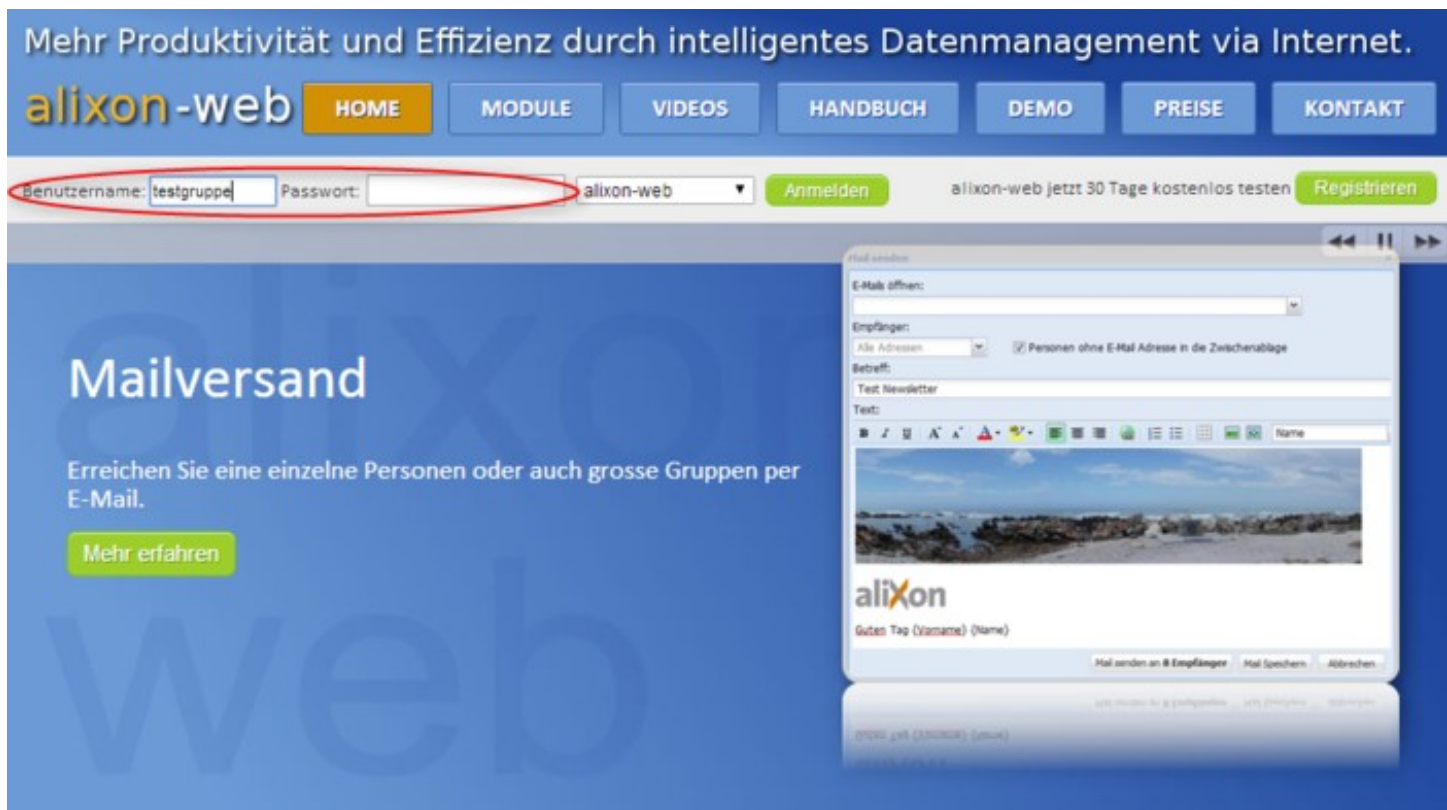 Mehr Produktivität und Effizienz durch intelligentes Datenmanagement via Internet.
alixon-web HOME MODULE VIDEOS HANDBUCH DEMO PREISE KONTAKT
Benutzername: testgruppe Passwort: alixon-web Anmelden alixon-web jetzt 30 Tage kostenlos testen Registrieren
alixon
web
Mailversand
Erreichen Sie eine einzelne Personen oder auch grosse Gruppen per
E-Mail.
Mehr erfahren
Mail senden
E-Mails öffnen:
Empfänger:
Alle Adressen Personen ohne E-Mail Adresse in die Zwischenablage
Betreff:
Test Newsletter
Text:
B I U A A A Name
aliXon
Guten Tag {Vorname} {Name}
Mail senden an 8 Empfänger Mail Speichern Abbrechen